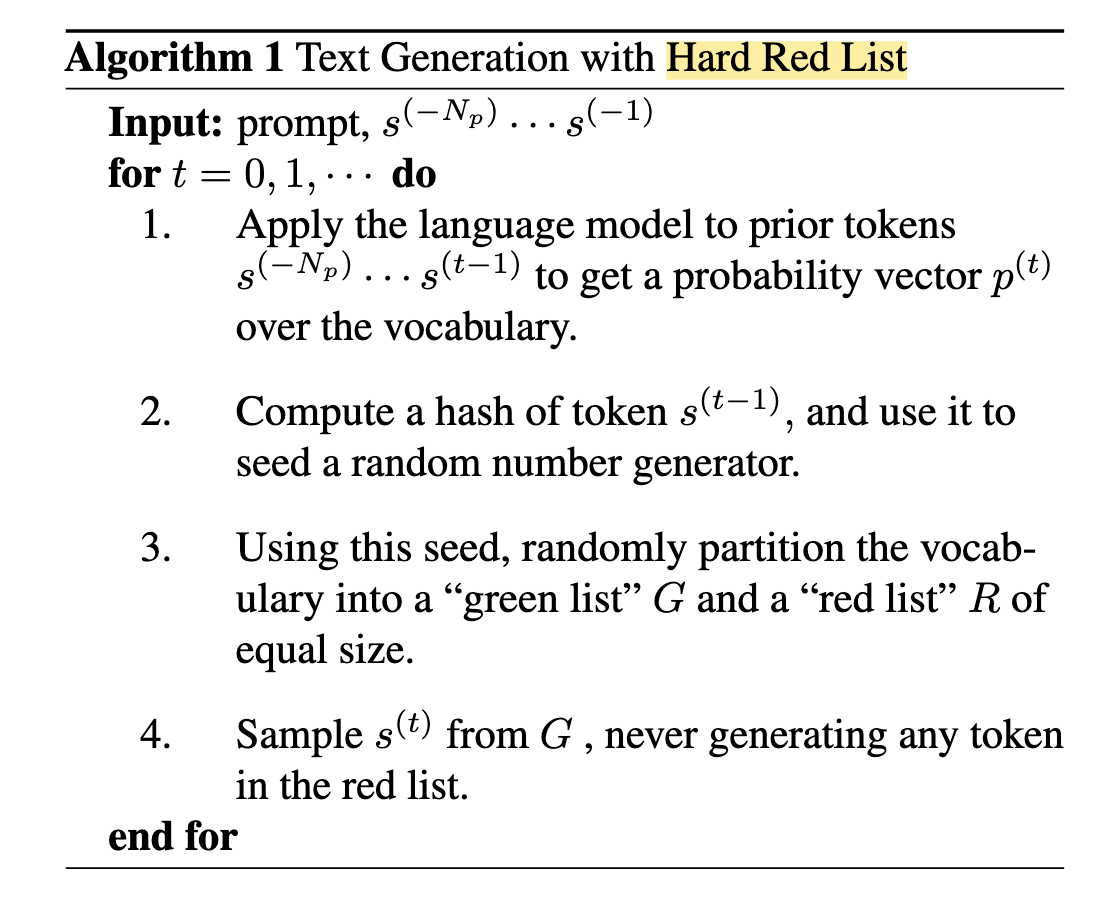 Algorithm 1 Text Generation with Hard Red List
Input: prompt, s^{(−N_p)} · · · s^{(−1)}
for t = 0, 1, · · · do
1. Apply the language model to prior tokens
s^{(−N_p)} · · · s^{(t−1)} to get a probability vector p^{(t)}
over the vocabulary.
2. Compute a hash of token s^{(t−1)}, and use it to
seed a random number generator.
3. Using this seed, randomly partition the vocab-
ulary into a “green list” G and a “red list” R of
equal size.
4. Sample s^{(t)} from G , never generating any token
in the red list.
end for